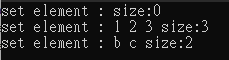 set element : size:0
set element : 1 2 3 size:3
set element : b c size:2